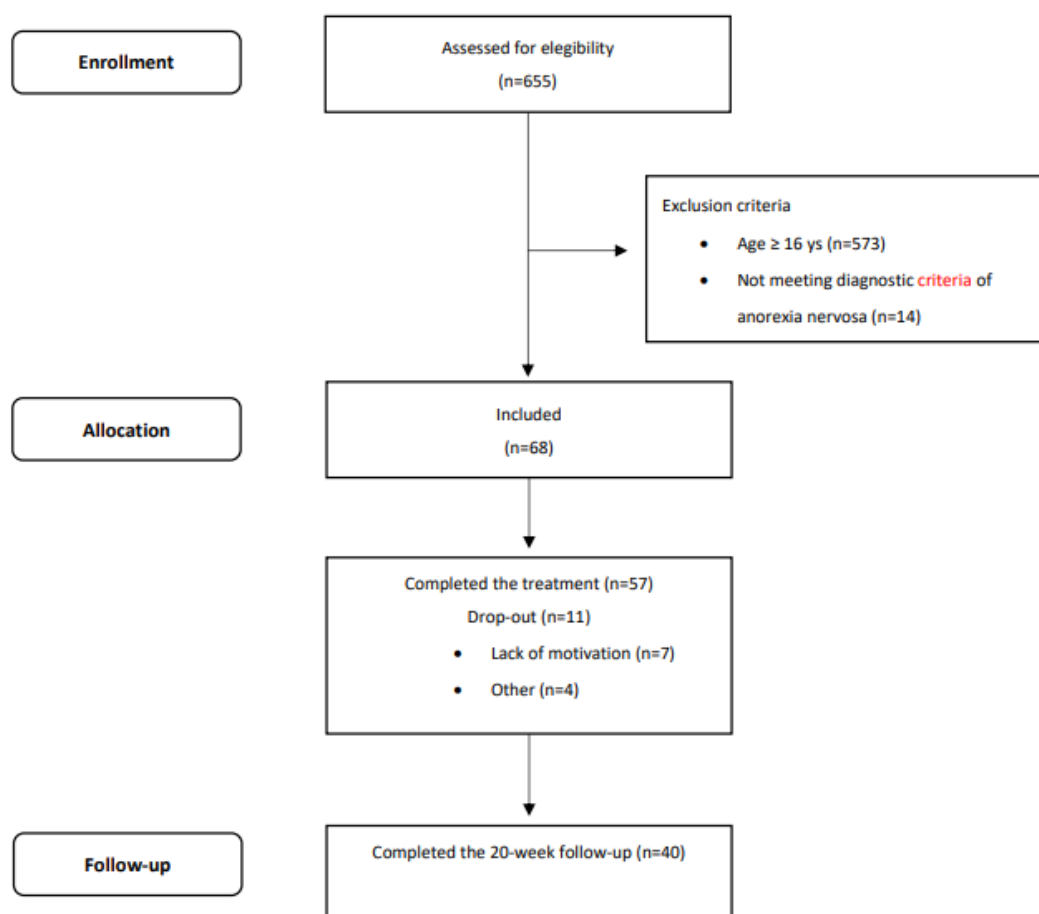 Enrollment
Assessed for elegibility
(n=655)
Exclusion criteria
• Age ≥ 16 ys (n=573)
• Not meeting diagnostic criteria of
anorexia nervosa (n=14)
Allocation
Included
(n=68)
Completed the treatment (n=57)
Drop-out (n=11)
• Lack of motivation (n=7)
• Other (n=4)
Follow-up
Completed the 20-week follow-up (n=40)